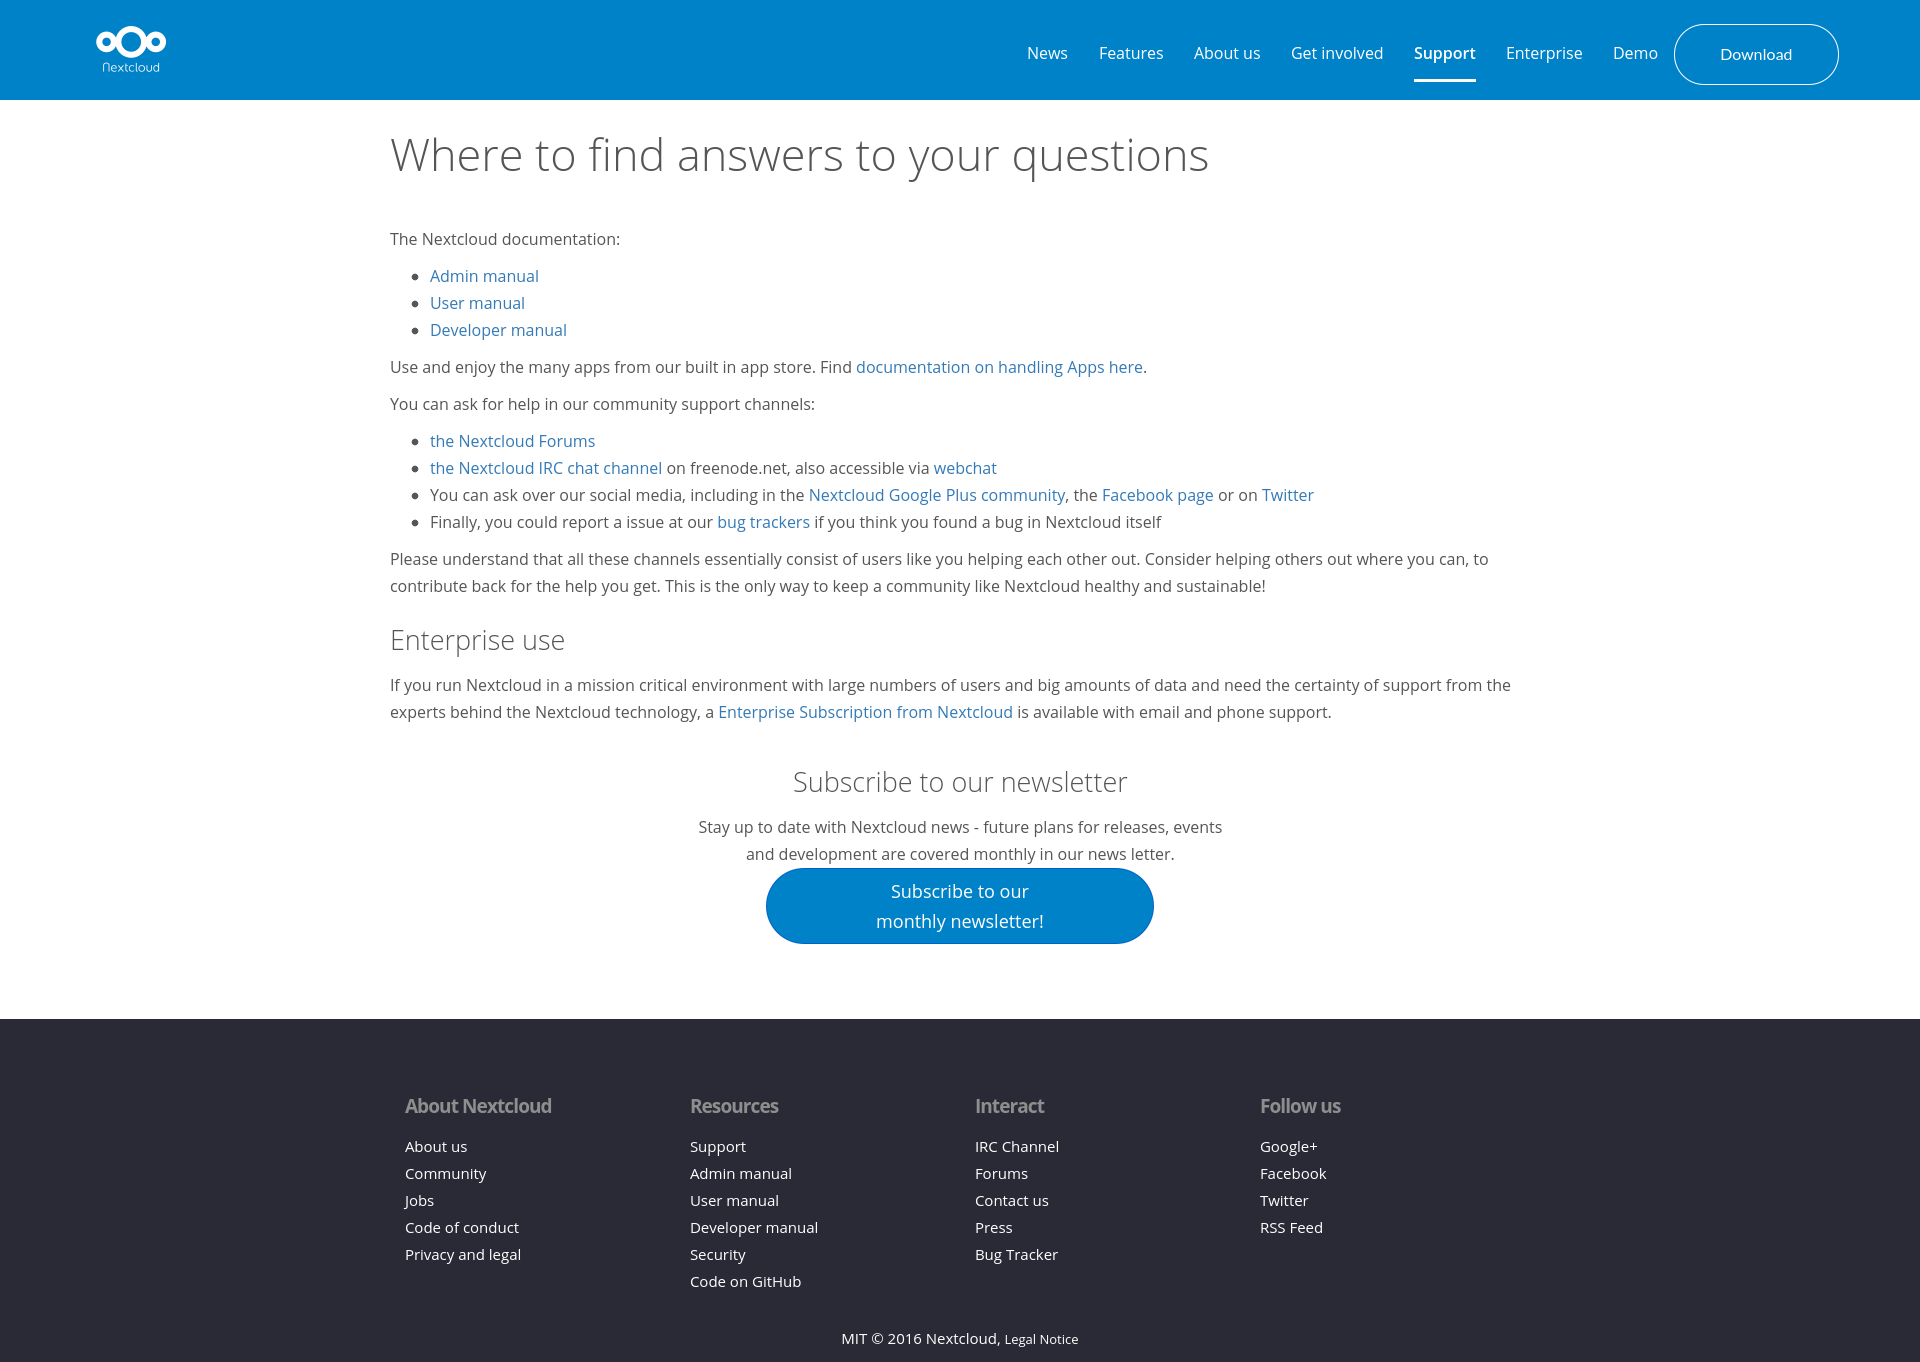 Nextcloud
News Features About us Get involved Support Enterprise Demo Download
Where to find answers to your questions
The Nextcloud documentation:
Admin manual
User manual
Developer manual
Use and enjoy the many apps from our built in app store. Find documentation on handling Apps here.
You can ask for help in our community support channels:
the Nextcloud Forums
the Nextcloud IRC chat channel on freenode.net, also accessible via webchat
You can ask over our social media, including in the Nextcloud Google Plus community, the Facebook page or on Twitter
Finally, you could report a issue at our bug trackers if you think you found a bug in Nextcloud itself
Please understand that all these channels essentially consist of users like you helping each other out. Consider helping others out where you can, to
contribute back for the help you get. This is the only way to keep a community like Nextcloud healthy and sustainable!
Enterprise use
If you run Nextcloud in a mission critical environment with large numbers of users and big amounts of data and need the certainty of support from the
experts behind the Nextcloud technology, a Enterprise Subscription from Nextcloud is available with email and phone support.
Subscribe to our newsletter
Stay up to date with Nextcloud news - future plans for releases, events
and development are covered monthly in our news letter.
Subscribe to our
monthly newsletter!
About Nextcloud
About us
Community
Jobs
Code of conduct
Privacy and legal
Resources
Support
Admin manual
User manual
Developer manual
Security
Code on GitHub
Interact
IRC Channel
Forums
Contact us
Press
Bug Tracker
Follow us
Google+
Facebook
Twitter
RSS Feed
MIT © 2016 Nextcloud, Legal Notice